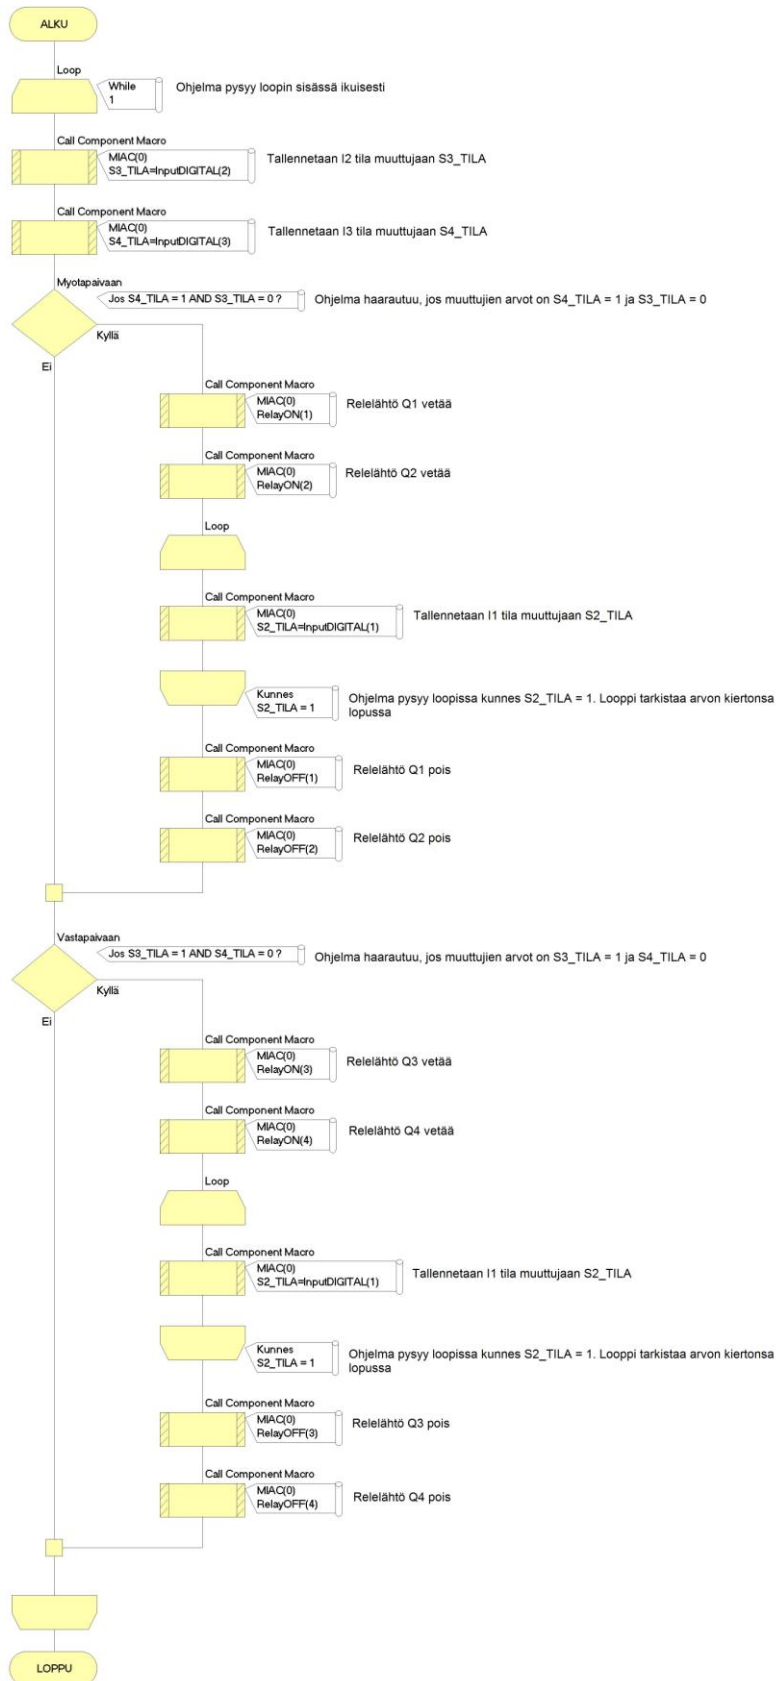 ALKU
Loop
While
1
Ohjelma pysyy loopin sisässä ikuisesti
Call Component Macro
MIAC(0)
S3_TILA=InputDIGITAL(2)
Tallennetaan I2 tila muuttujaan S3_TILA
Call Component Macro
MIAC(0)
S4_TILA=InputDIGITAL(3)
Tallennetaan I3 tila muuttujaan S4_TILA
Myotapaivaan
Jos S4_TILA = 1 AND S3_TILA = 0 ?
Ohjelma haarautuu, jos muuttujien arvot on S4_TILA = 1 ja S3_TILA = 0
Kyllä
Ei
Call Component Macro
MIAC(0)
RelayON(1)
Relelähtö Q1 vetää
Call Component Macro
MIAC(0)
RelayON(2)
Relelähtö Q2 vetää
Loop
Call Component Macro
MIAC(0)
S2_TILA=InputDIGITAL(1)
Tallennetaan I1 tila muuttujaan S2_TILA
Kunnes
S2_TILA = 1
Ohjelma pysyy loopissa kunnes S2_TILA = 1. Looppi tarkistaa arvon kiertonsa
lopussa
Call Component Macro
MIAC(0)
RelayOFF(1)
Relelähtö Q1 pois
Call Component Macro
MIAC(0)
RelayOFF(2)
Relelähtö Q2 pois
Vastapaivaan
Jos S3_TILA = 1 AND S4_TILA = 0 ?
Ohjelma haarautuu, jos muuttujien arvot on S3_TILA = 1 ja S4_TILA = 0
Kyllä
Ei
Call Component Macro
MIAC(0)
RelayON(3)
Relelähtö Q3 vetää
Call Component Macro
MIAC(0)
RelayON(4)
Relelähtö Q4 vetää
Loop
Call Component Macro
MIAC(0)
S2_TILA=InputDIGITAL(1)
Tallennetaan I1 tila muuttujaan S2_TILA
Kunnes
S2_TILA = 1
Ohjelma pysyy loopissa kunnes S2_TILA = 1. Looppi tarkistaa arvon kiertonsa
lopussa
Call Component Macro
MIAC(0)
RelayOFF(3)
Relelähtö Q3 pois
Call Component Macro
MIAC(0)
RelayOFF(4)
Relelähtö Q4 pois
LOPPU